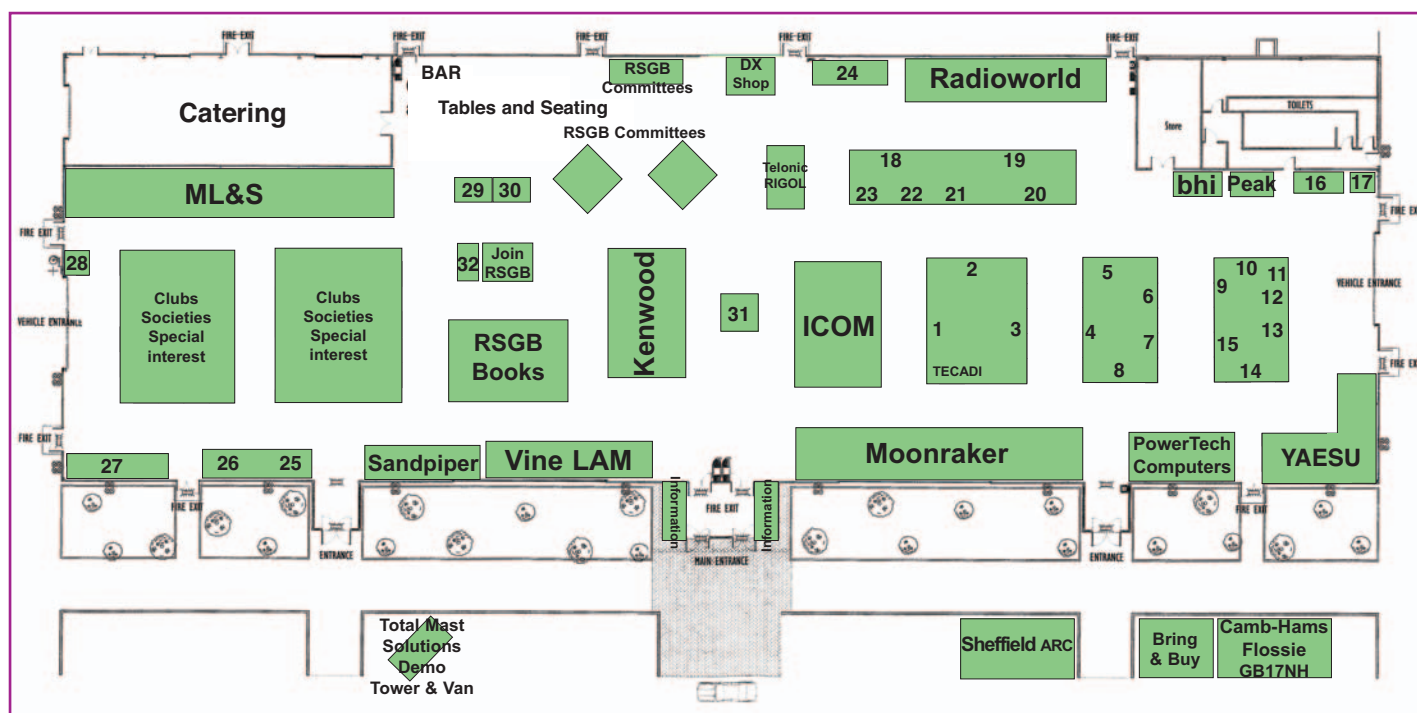 FIRE EXIT
FIRE EXIT
FIRE EXIT
FIRE EXIT
FIRE EXIT
BAR
RSGB
Committees
DX
Shop
24
Radioworld
Catering
Tables and Seating
RSGB Committees
TOILETS
Store
ML&S
29
30
Telonic
RIGOL
18
19
23
22
21
20
bhi
Peak
16
17
FIRE EXIT
FIRE EXIT
28
32
Join
RSGB
Clubs
Societies
Special
interest
Clubs
Societies
Special
interest
VEHICLE ENTRANCE
RSGB
Books
Kenwood
31
ICOM
2
1
3
TECADI
5
6
4
7
8
10
11
9
12
13
15
14
VEHICLE ENTRANCE
FIRE EXIT
FIRE EXIT
27
26
25
Sandpiper
Vine LAM
Moonraker
PowerTech
Computers
YAESU
FIRE EXIT
Information
FIRE EXIT
Information
FIRE EXIT
ENTRANCE
MAIN ENTRANCE
ENTRANCE
Total Mast
Solutions
Demo
Tower & Van
Sheffield ARC
Bring
& Buy
Camb-Hams
Flossie
GB17NH